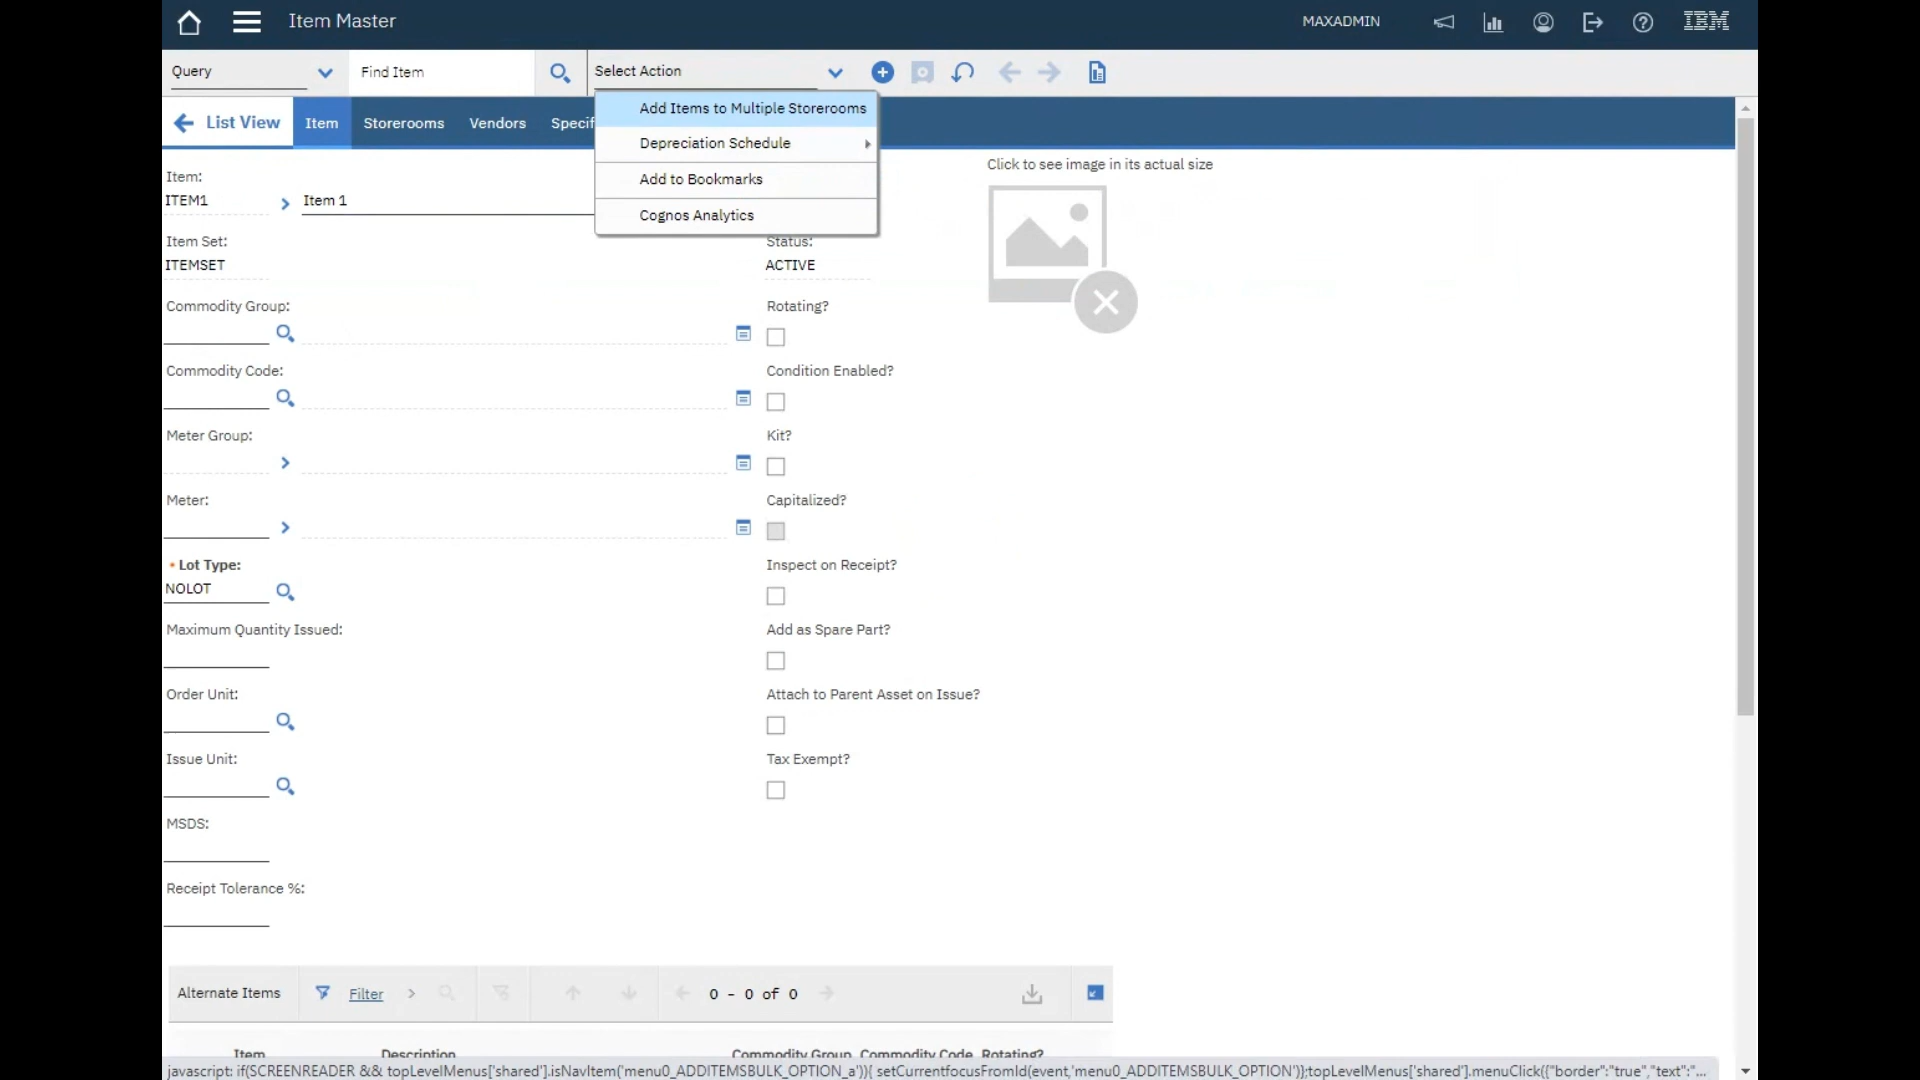 Item Master
MAXADMIN
IBM
Query
Find Item
Select Action
Add Items to Multiple Storerooms
Depreciation Schedule
Add to Bookmarks
Cognos Analytics
List View
Item
Storerooms
Vendors
Specif
Click to see image in its actual size
Item:
ITEM1
Item 1
Item Set:
ITEMSET
Status:
ACTIVE
Commodity Group:
Rotating?
Commodity Code:
Condition Enabled?
Meter Group:
Kit?
Meter:
Capitalized?
Lot Type:
NOLOT
Inspect on Receipt?
Maximum Quantity Issued:
Add as Spare Part?
Order Unit:
Attach to Parent Asset on Issue?
Issue Unit:
Tax Exempt?
MSDS:
Receipt Tolerance %:
Alternate Items
Filter
0 - 0 of 0
Item Description Commodity Group Commodity Code Rotating?
javascript: if(SCREENREADER && topLevelMenus['shared'].isNavItem('menu0_ADDITEMSBULK_OPTION_a')){ setCurrentfocusFromId(event,'menu0_ADDITEMSBULK_OPTION')};topLevelMenus['shared'].menuClick({"border":"true","text":"...